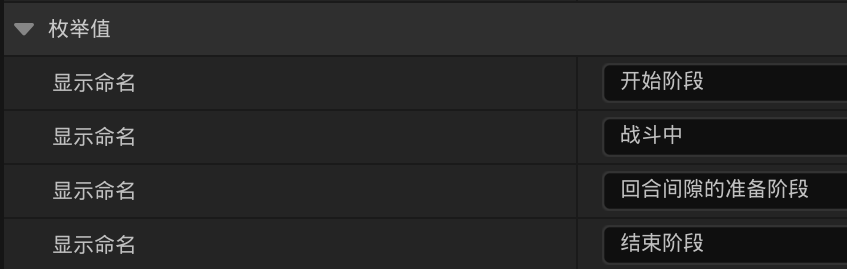 枚举值
显示命名 开始阶段
显示命名 战斗中
显示命名 回合间隙的准备阶段
显示命名 结束阶段